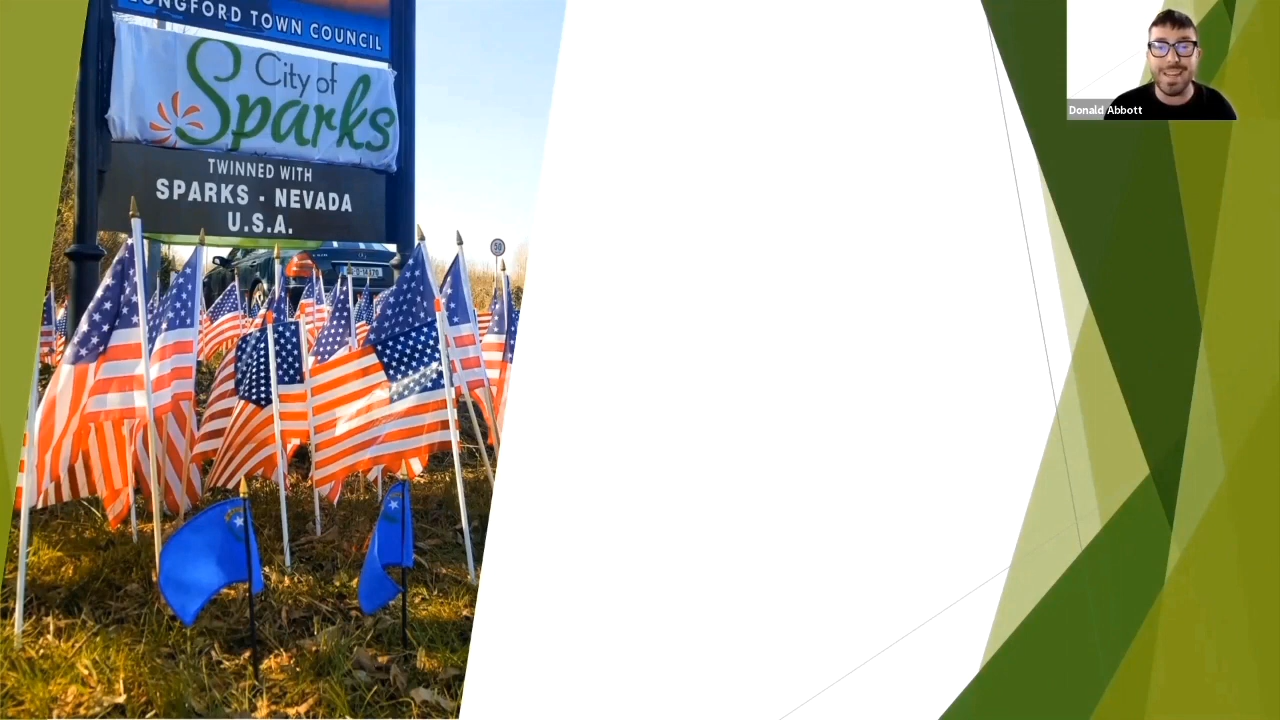 LONGFORD TOWN COUNCIL
City of
Sparks
TWINNED WITH
SPARKS - NEVADA
U.S.A.
50
Donald Abbott